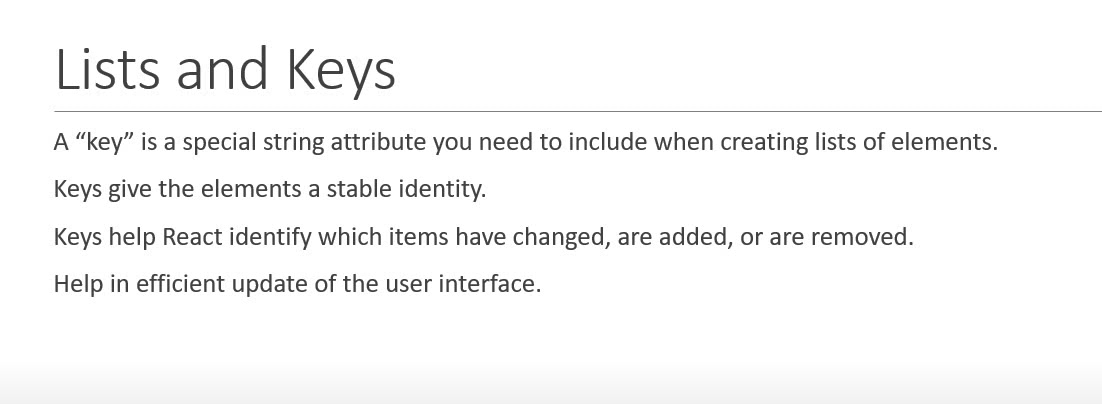 Lists and Keys
A “key” is a special string attribute you need to include when creating lists of elements.
Keys give the elements a stable identity.
Keys help React identify which items have changed, are added, or are removed.
Help in efficient update of the user interface.